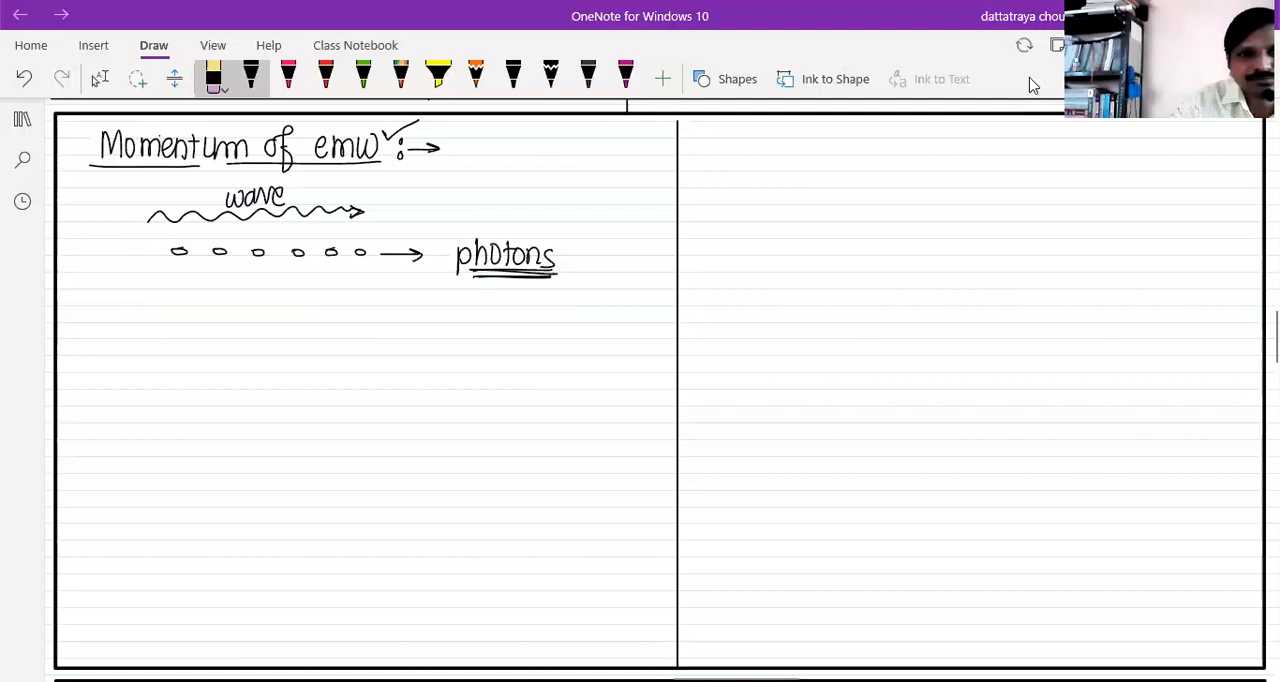 OneNote for Windows 10
dattatraya chou
Home Insert Draw View Help Class Notebook
Shapes Ink to Shape Ink to Text
Momentum of emw :→
wave
photons